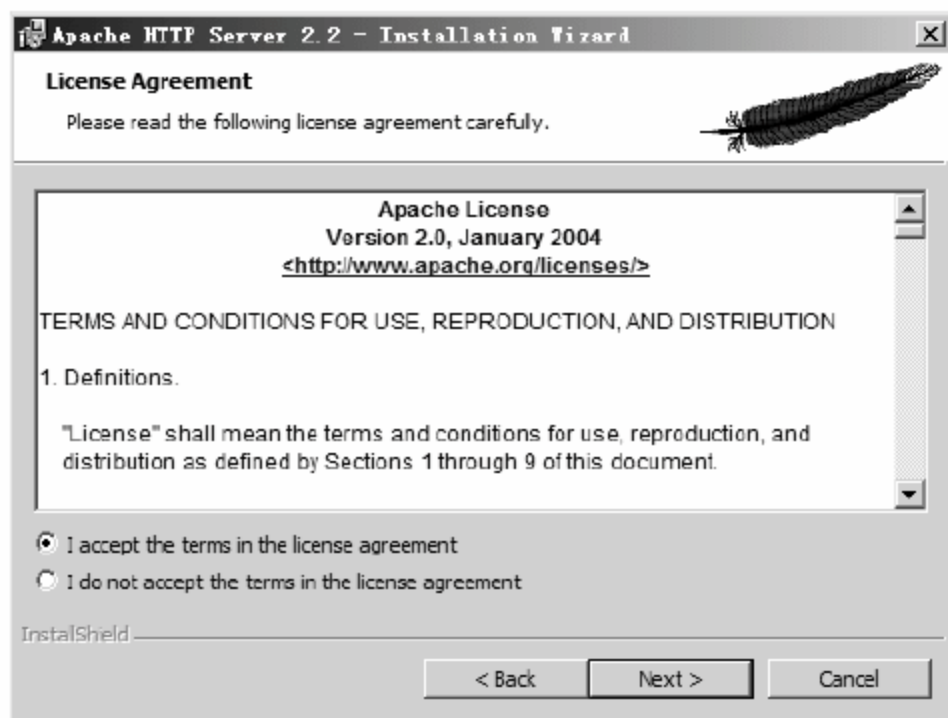 Apache HTTP Server 2.2 - Installation Wizard
License Agreement
Please read the following license agreement carefully.
Apache License
Version 2.0, January 2004
<http://www.apache.org/licenses/>
TERMS AND CONDITIONS FOR USE, REPRODUCTION, AND DISTRIBUTION
1. Definitions.
"License" shall mean the terms and conditions for use, reproduction, and
distribution as defined by Sections 1 through 9 of this document.
I accept the terms in the license agreement
I do not accept the terms in the license agreement
InstallShield
< Back
Next >
Cancel